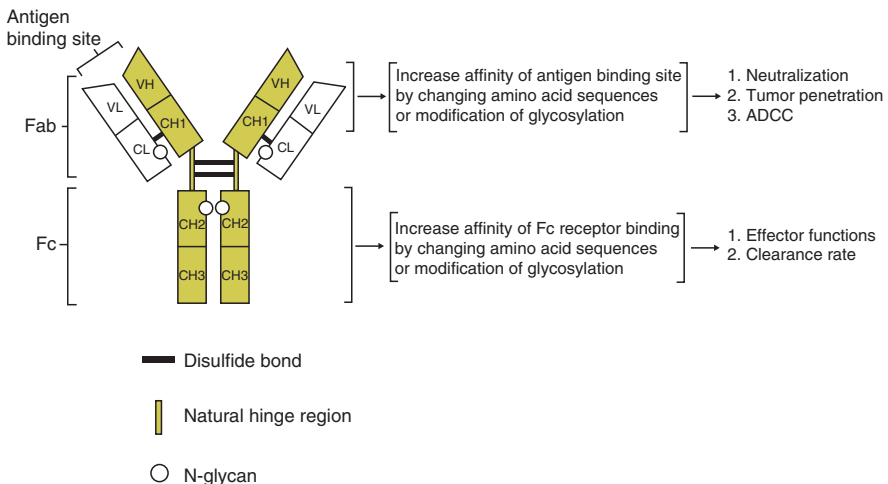 Antigen
binding site
Fab
VH
VL
CH1
CL
VH
VL
CH1
CL
Increase affinity of antigen binding site
by changing amino acid sequences
or modification of glycosylation
1. Neutralization
2. Tumor penetration
3. ADCC
Fc
CH2
CH2
CH3
CH3
Increase affinity of Fc receptor binding
by changing amino acid sequences
or modification of glycosylation
1. Effector functions
2. Clearance rate
Disulfide bond
Natural hinge region
N-glycan